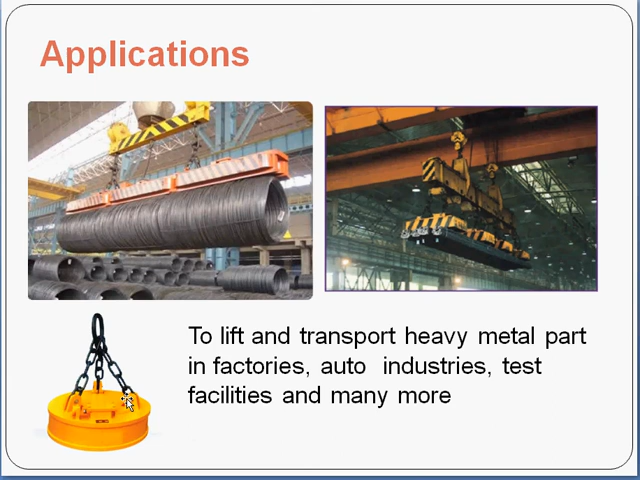 Applications
To lift and transport heavy metal part
in factories, auto industries, test
facilities and many more